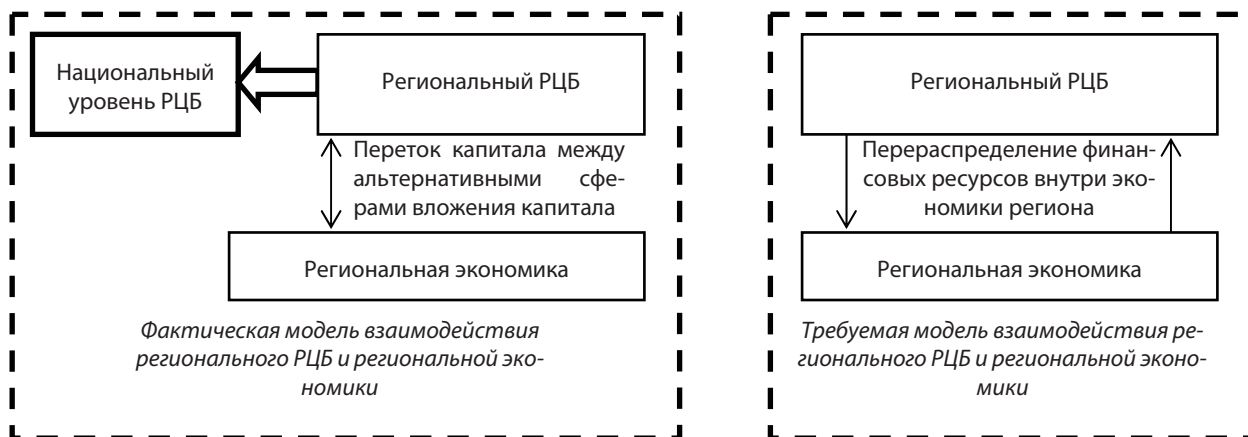 Национальный
уровень РЦБ
Региональный РЦБ
Переток капитала между
альтернативными сфе-
рами вложения капитала
Региональная экономика
Фактическая модель взаимодействия
регионального РЦБ и региональной эко-
номики
Региональный РЦБ
Перераспределение финан-
совых ресурсов внутри эко-
номики региона
Региональная экономика
Требуемая модель взаимодействия ре-
гионального РЦБ и региональной эконо-
мики